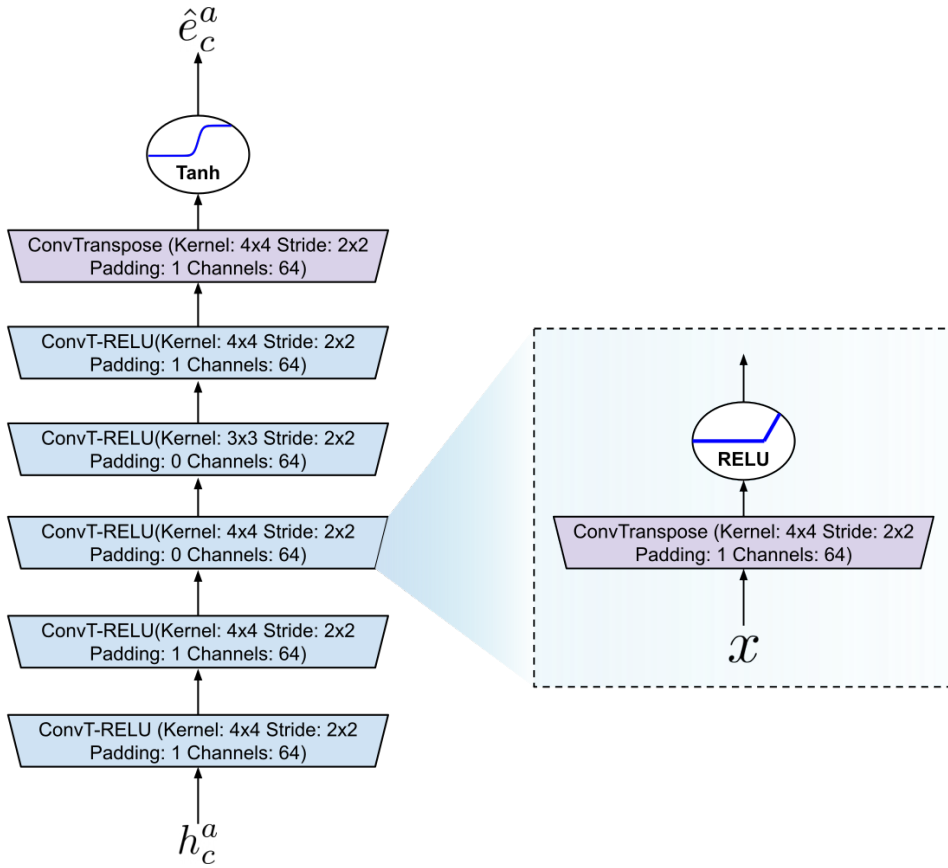 ê_c^a
Tanh
ConvTranspose (Kernel: 4x4 Stride: 2x2
Padding: 1 Channels: 64)
ConvT-RELU(Kernel: 4x4 Stride: 2x2
Padding: 1 Channels: 64)
ConvT-RELU(Kernel: 3x3 Stride: 2x2
Padding: 0 Channels: 64)
ConvT-RELU(Kernel: 4x4 Stride: 2x2
Padding: 0 Channels: 64)
ConvT-RELU(Kernel: 4x4 Stride: 2x2
Padding: 1 Channels: 64)
ConvT-RELU (Kernel: 4x4 Stride: 2x2
Padding: 1 Channels: 64)
h_c^a
RELU
ConvTranspose (Kernel: 4x4 Stride: 2x2
Padding: 1 Channels: 64)
x